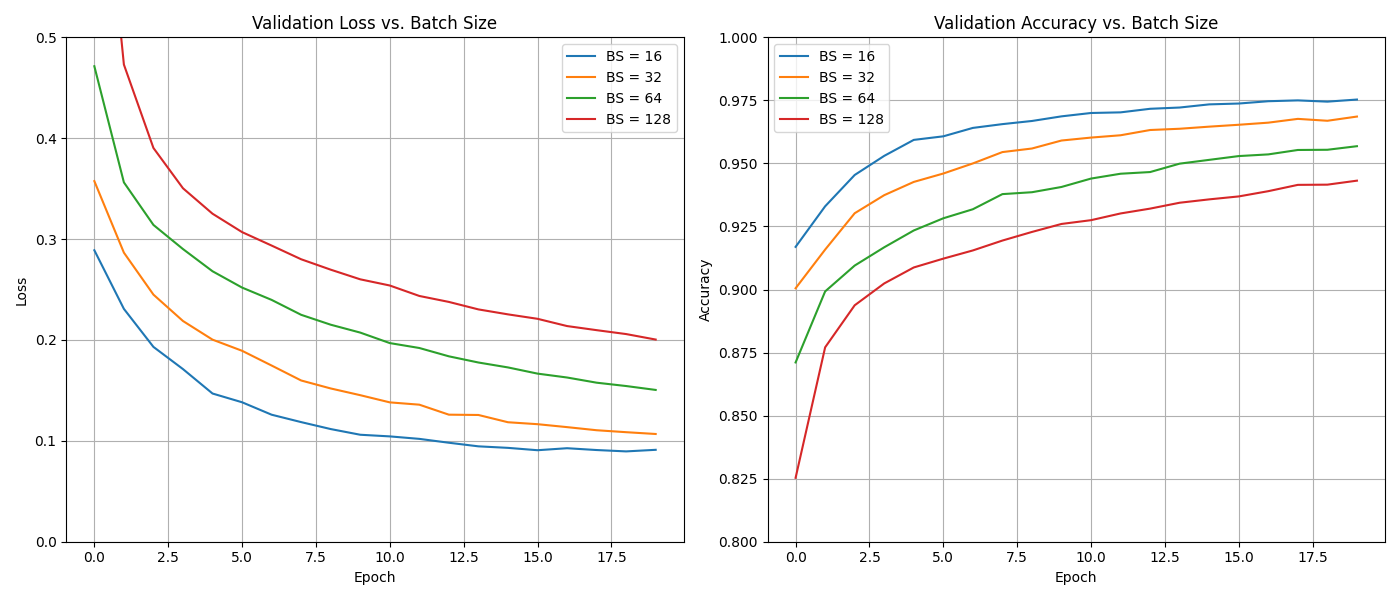 Validation Loss vs. Batch Size
0.5
0.4
0.3
0.2
0.1
0.0
Loss
BS = 16
BS = 32
BS = 64
BS = 128
0.0 2.5 5.0 7.5 10.0 12.5 15.0 17.5
Epoch
Validation Accuracy vs. Batch Size
1.000
0.975
0.950
0.925
0.900
0.875
0.850
0.825
0.800
Accuracy
BS = 16
BS = 32
BS = 64
BS = 128
0.0 2.5 5.0 7.5 10.0 12.5 15.0 17.5
Epoch